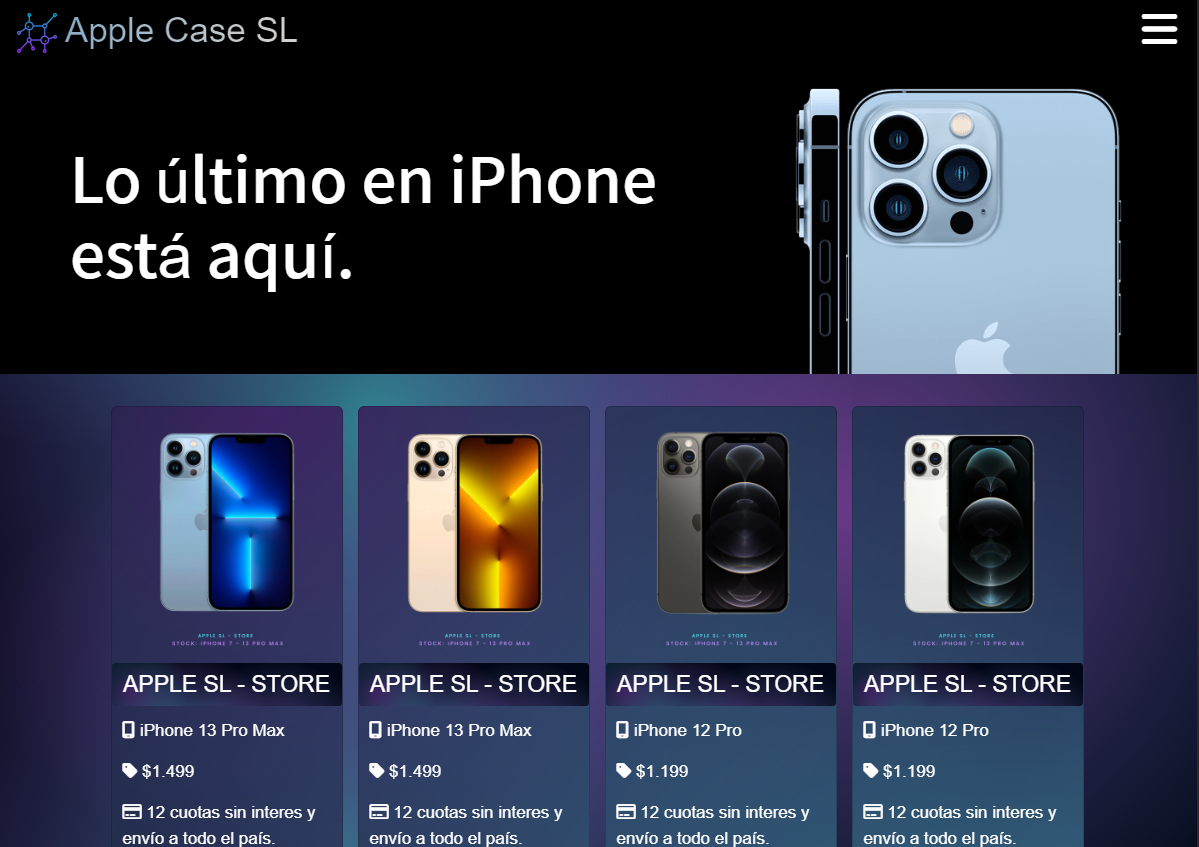 Apple Case SL
Lo último en iPhone
está aquí.
APPLE SL - STORE
STOCK: IPHONE 7 - 13 PRO MAX
APPLE SL - STORE
iPhone 13 Pro Max
$1.499
12 cuotas sin interes y
envío a todo el país.
APPLE SL - STORE
STOCK: IPHONE 7 - 13 PRO MAX
APPLE SL - STORE
iPhone 13 Pro Max
$1.499
12 cuotas sin interes y
envío a todo el país.
APPLE SL - STORE
STOCK: IPHONE 7 - 13 PRO MAX
APPLE SL - STORE
iPhone 12 Pro
$1.199
12 cuotas sin interes y
envío a todo el país.
APPLE SL - STORE
STOCK: IPHONE 7 - 13 PRO MAX
APPLE SL - STORE
iPhone 12 Pro
$1.199
12 cuotas sin interes y
envío a todo el país.